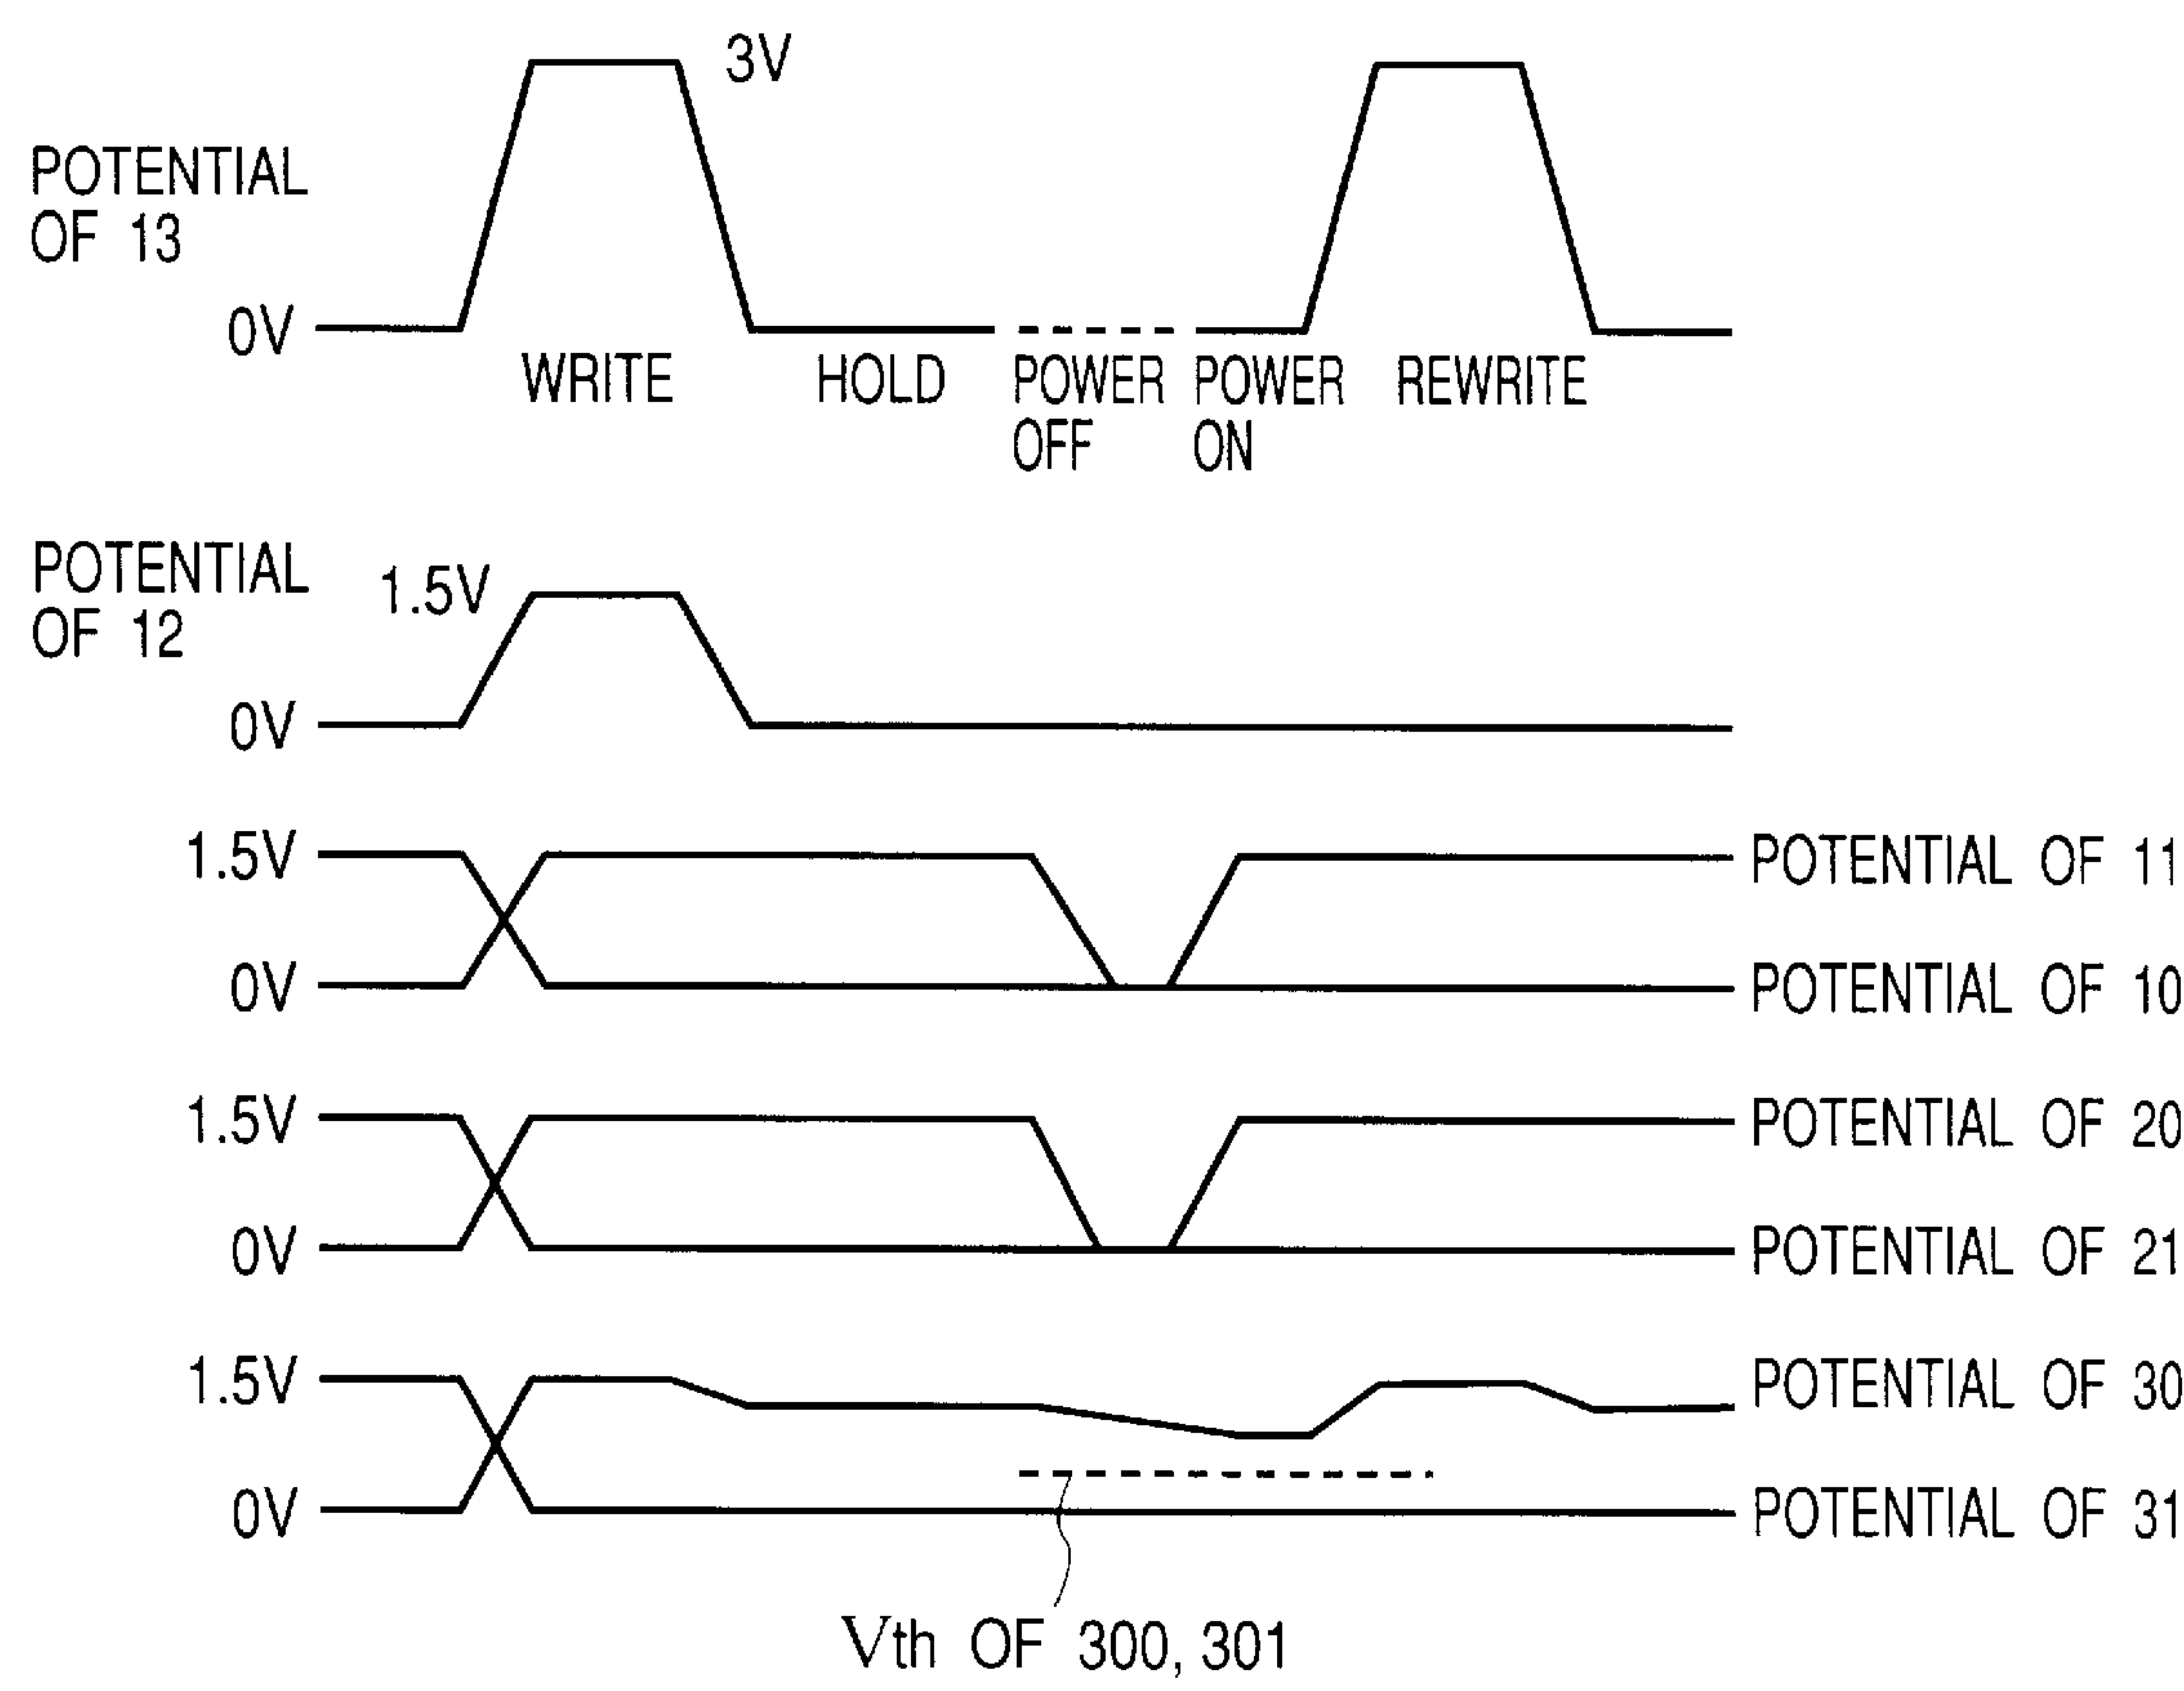 3V
POTENTIAL
OF 13
0V
WRITE HOLD POWER POWER REWRITE
OFF ON
POTENTIAL 1.5V
OF 12
0V
1.5V POTENTIAL OF 11
0V POTENTIAL OF 10
1.5V POTENTIAL OF 20
0V POTENTIAL OF 21
1.5V POTENTIAL OF 30
0V POTENTIAL OF 31
Vth OF 300, 301